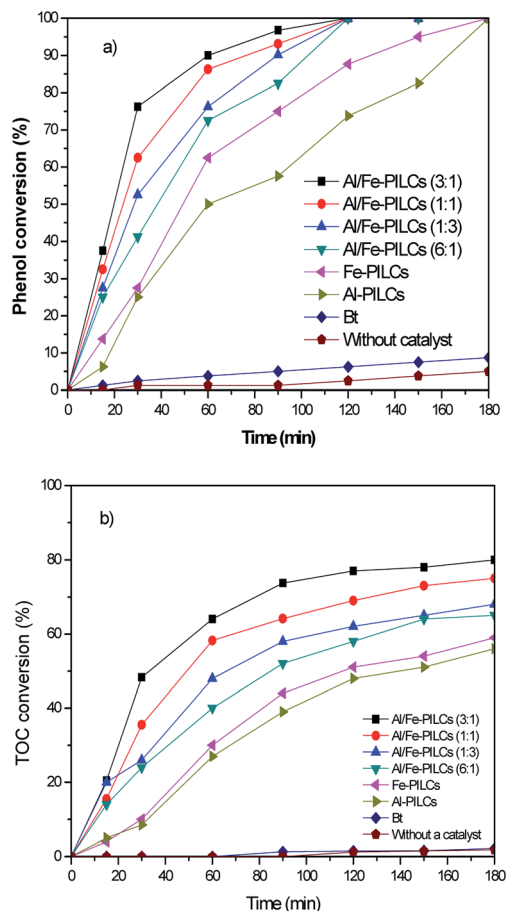 a)
Phenol conversion (%)
100
90
80
70
60
50
40
30
20
10
0
Al/Fe-PILCs (3:1)
Al/Fe-PILCs (1:1)
Al/Fe-PILCs (1:3)
Al/Fe-PILCs (6:1)
Fe-PILCs
Al-PILCs
Bt
Without catalyst
0 20 40 60 80 100 120 140 160 180
Time (min)
b)
TOC conversion (%)
100
80
60
40
20
0
Al/Fe-PILCs (3:1)
Al/Fe-PILCs (1:1)
Al/Fe-PILCs (1:3)
Al/Fe-PILCs (6:1)
Fe-PILCs
Al-PILCs
Bt
Without a catalyst
0 20 40 60 80 100 120 140 160 180
Time (min)